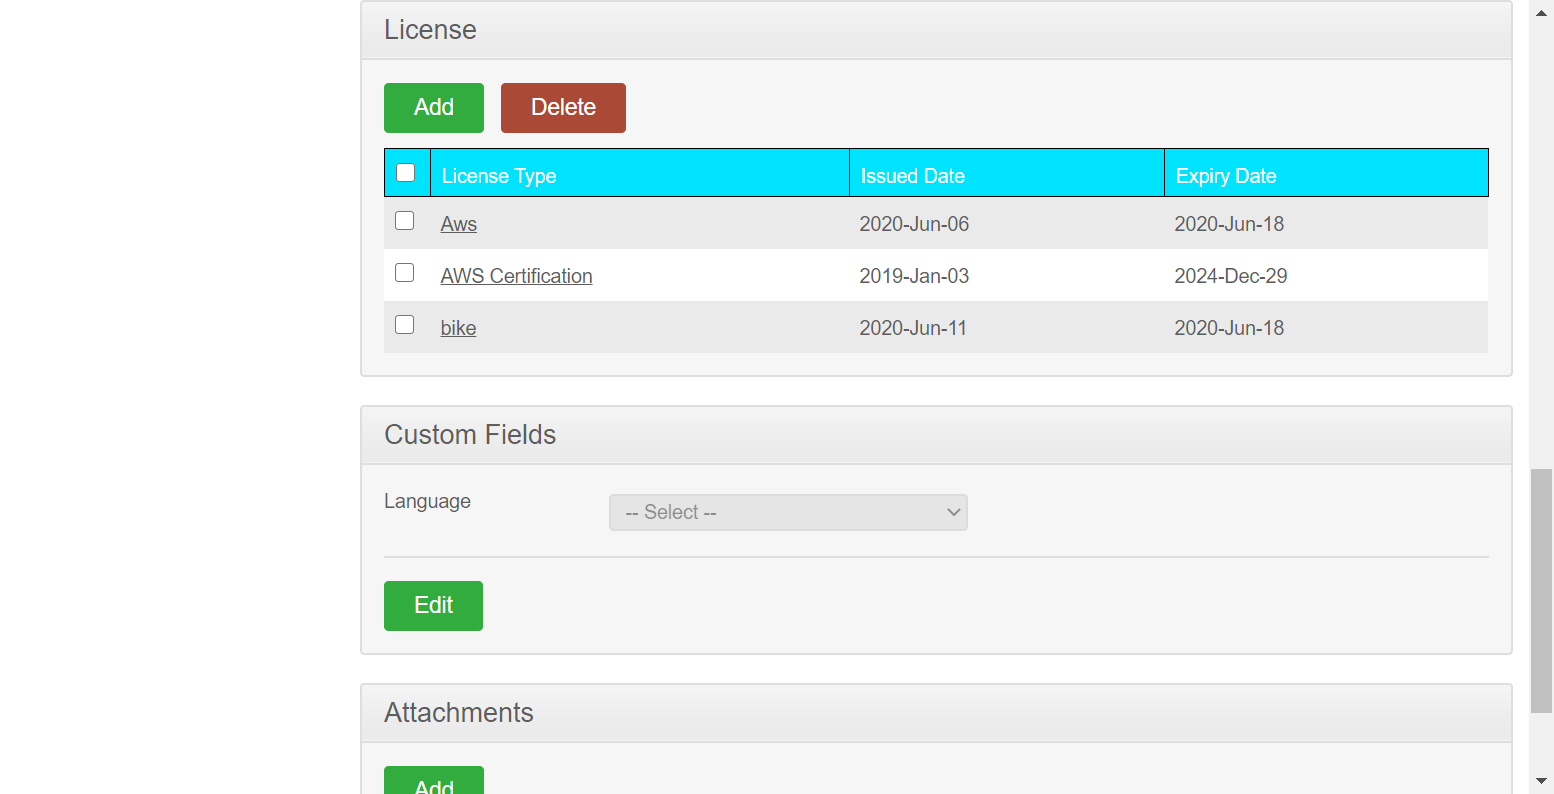 License
Add Delete
License Type Issued Date Expiry Date
Aws 2020-Jun-06 2020-Jun-18
AWS Certification 2019-Jan-03 2024-Dec-29
bike 2020-Jun-11 2020-Jun-18
Custom Fields
Language -- Select --
Edit
Attachments
Add